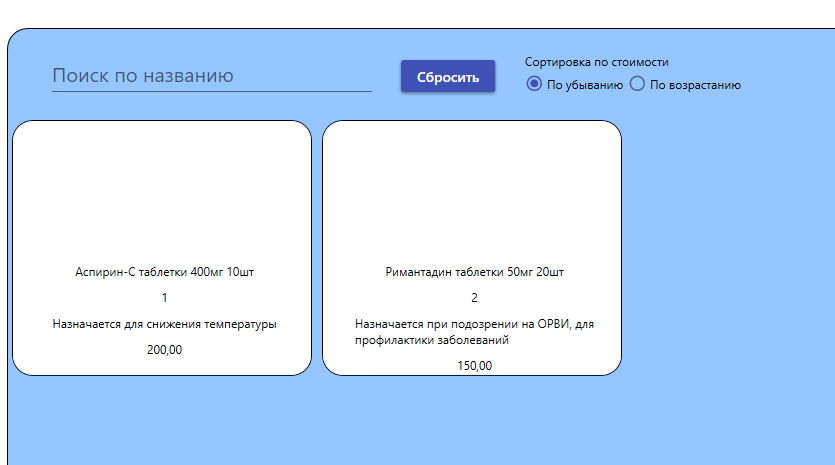 Поиск по названию
Сбросить
Сортировка по стоимости
По убыванию
По возрастанию
Аспирин-С таблетки 400мг 10шт
1
Назначается для снижения температуры
200,00
Римантадин таблетки 50мг 20шт
2
Назначается при подозрении на ОРВИ, для
профилактики заболеваний
150,00